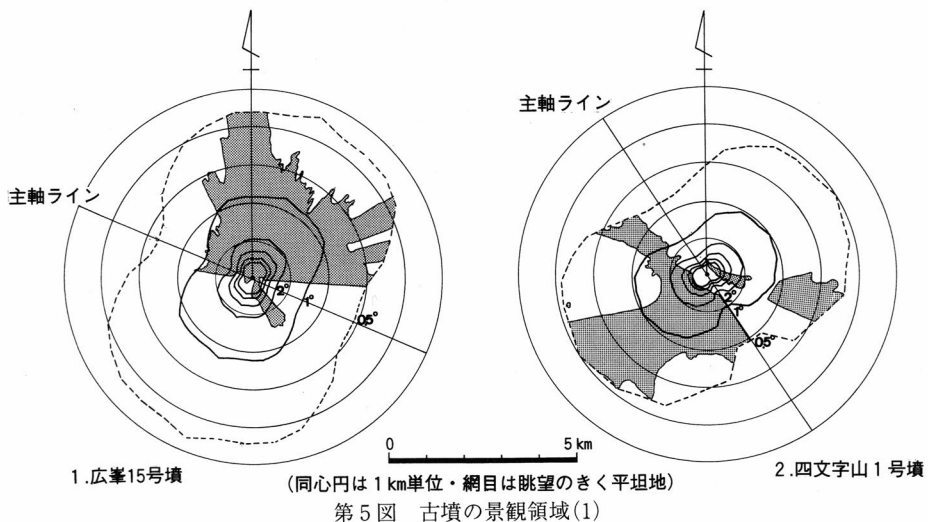 主軸ライン
2°
1°
0.5°
1.広峯15号墳
主軸ライン
2°
1°
0.5°
2.四文字山1号墳
0 5km
(同心円は1km単位・網目は眺望のきく平坦地)
第5図 古墳の景観領域(1)